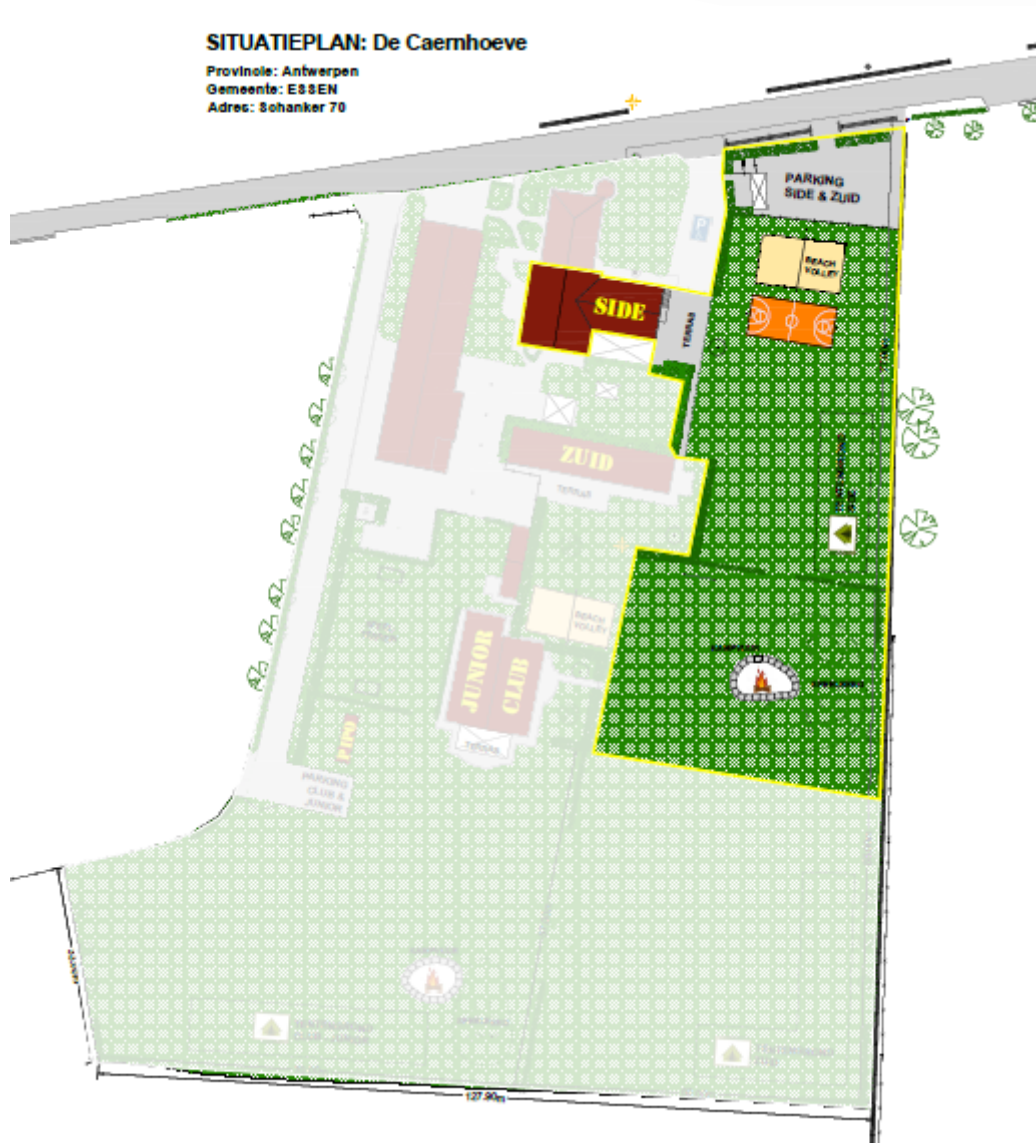 SITUATIEPLAN: De Caernhoeve
Provincie: Antwerpen
Gemeente: ESSEN
Adres: Schanker 70
PARKING
SIDE & ZUID
P
BEACH
VOLLEY
SIDE
TERRAS
ZUID
TERRAS
BEACH
VOLLEY
JUNIOR
CLUB
TERRAS
PIPO
PARKING
CLUB &
JUNIOR
127.90m